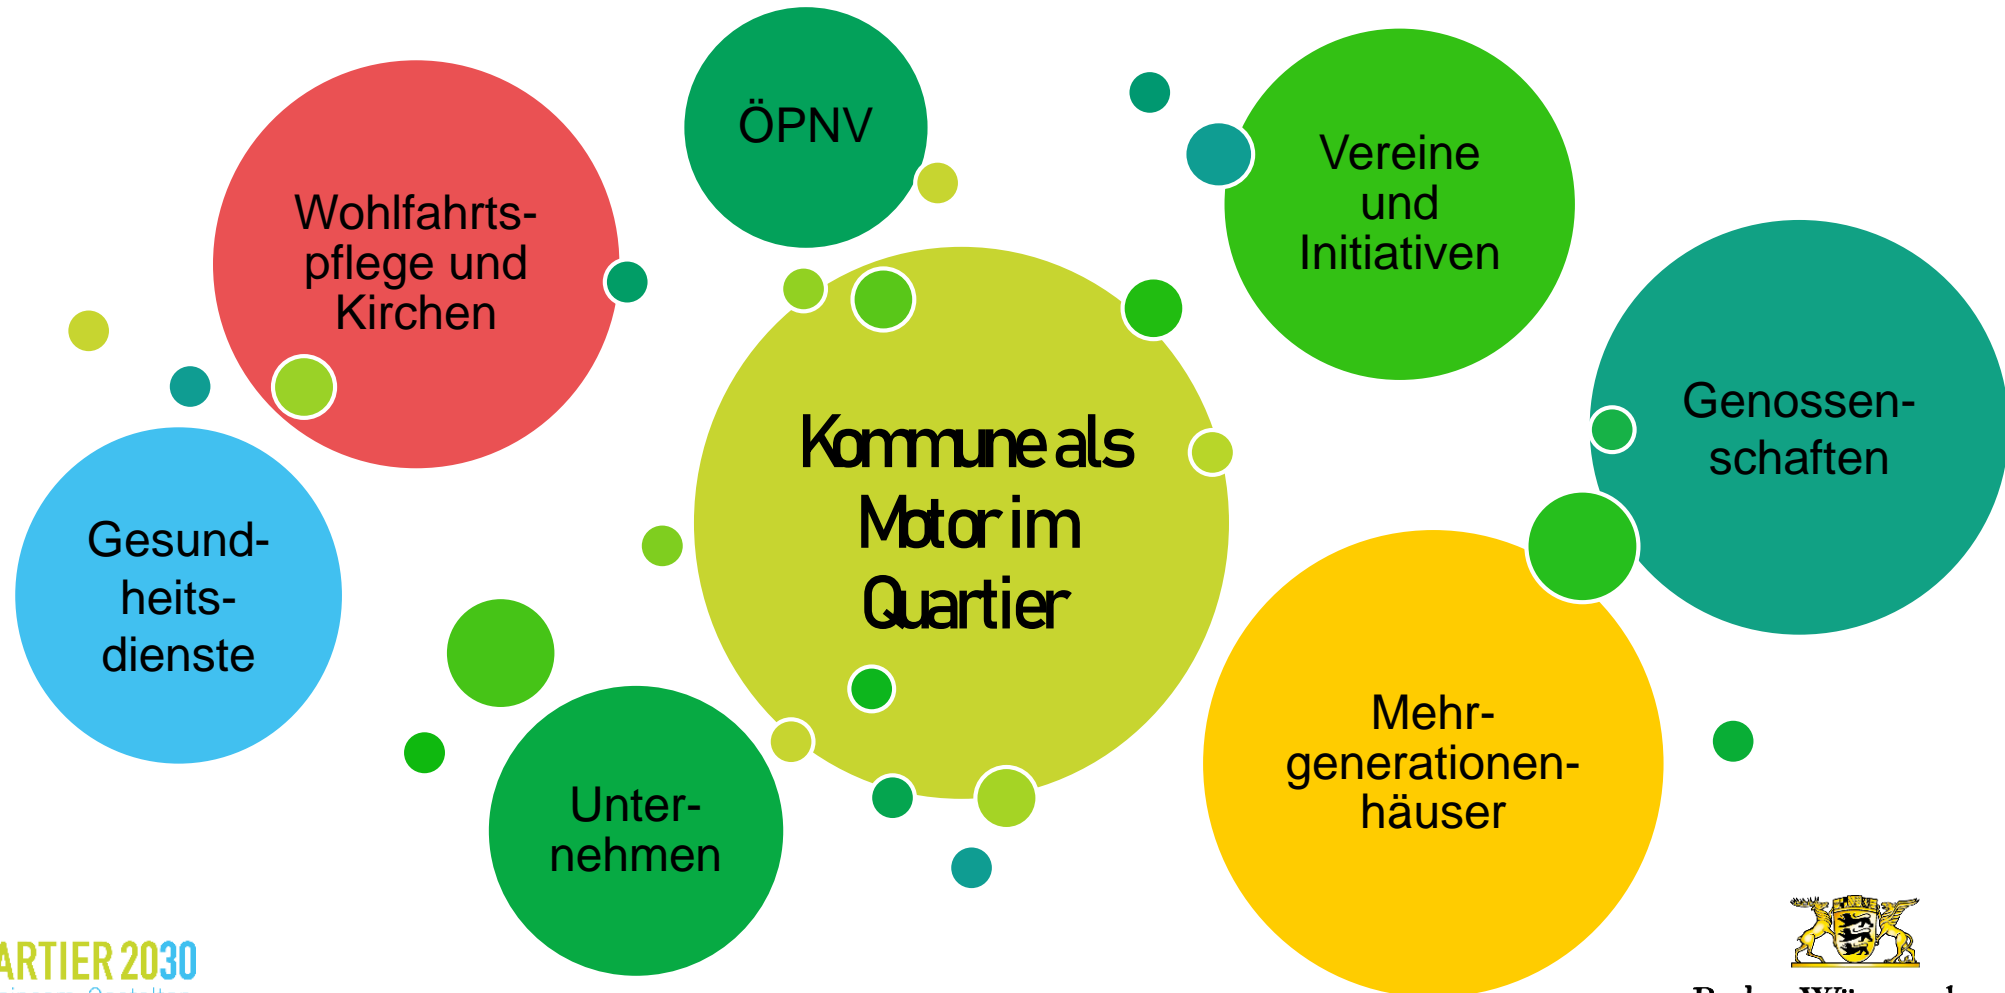 ÖPNV
Wohlfahrts-
pflege und
Kirchen
Vereine
und
Initiativen
Genossen-
schaften
Kommune als
Motor im
Quartier
Gesund-
heits-
dienste
Mehr-
generationen-
häuser
Unter-
nehmen
ARTIER 2030